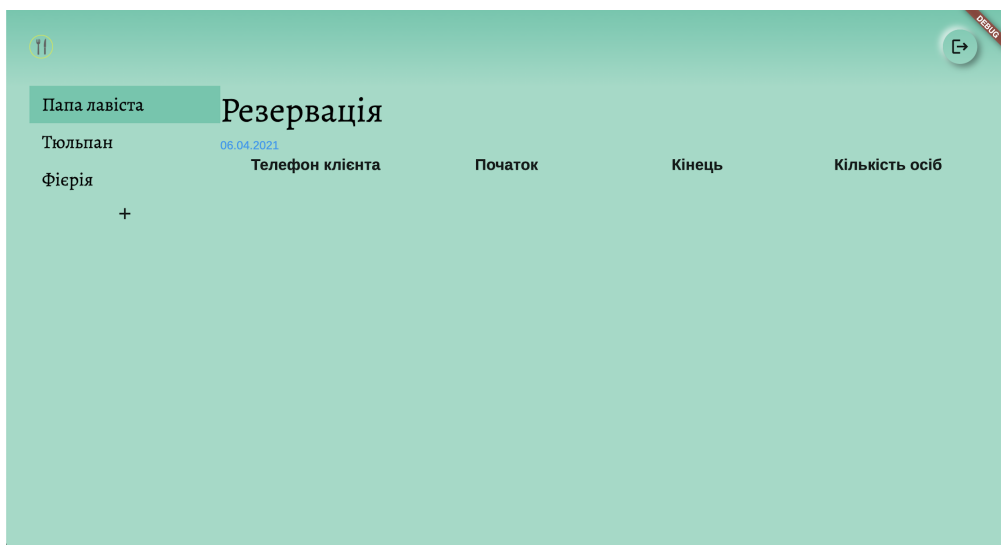 DEBUG
Папа лавіста
Тюльпан
Фієрія
+
Резервація
06.04.2021
Телефон клієнта Початок Кінець Кількість осіб